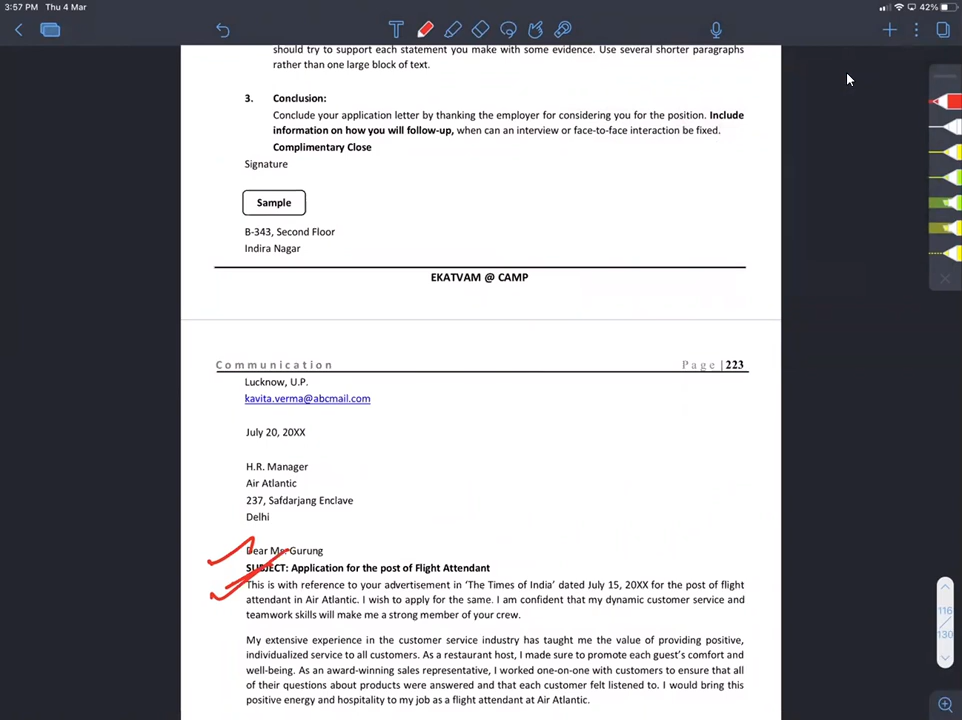 3:57 PM Thu 4 Mar
42%
should try to support each statement you make with some evidence. Use several shorter paragraphs
rather than one large block of text.
3. Conclusion:
Conclude your application letter by thanking the employer for considering you for the position. Include
information on how you will follow-up, when can an interview or face-to-face interaction be fixed.
Complimentary Close
Signature
Sample
B-343, Second Floor
Indira Nagar
EKATVAM @ CAMP
Communication Page |223
Lucknow, U.P.
kavita.verma@abcmail.com
July 20, 20XX
H.R. Manager
Air Atlantic
237, Safdarjang Enclave
Delhi
Dear Ms. Gurung
SUBJECT: Application for the post of Flight Attendant
This is with reference to your advertisement in ‘The Times of India’ dated July 15, 20XX for the post of flight
attendant in Air Atlantic. I wish to apply for the same. I am confident that my dynamic customer service and
teamwork skills will make me a strong member of your crew.
My extensive experience in the customer service industry has taught me the value of providing positive,
individualized service to all customers. As a restaurant host, I made sure to promote each guest’s comfort and
well-being. As an award-winning sales representative, I worked one-on-one with customers to ensure that all
of their questions about products were answered and that each customer felt listened to. I would bring this
positive energy and hospitality to my job as a flight attendant at Air Atlantic.
116
130